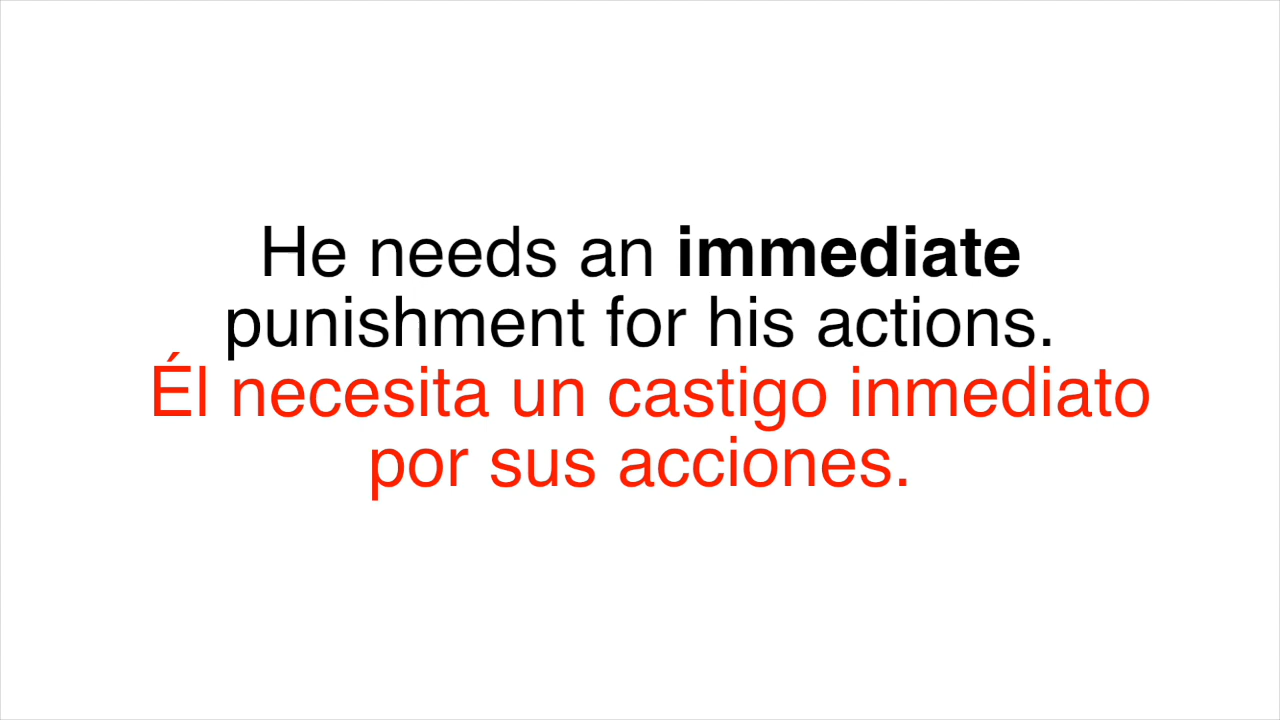 He needs an immediate
punishment for his actions.
Él necesita un castigo inmediato
por sus acciones.